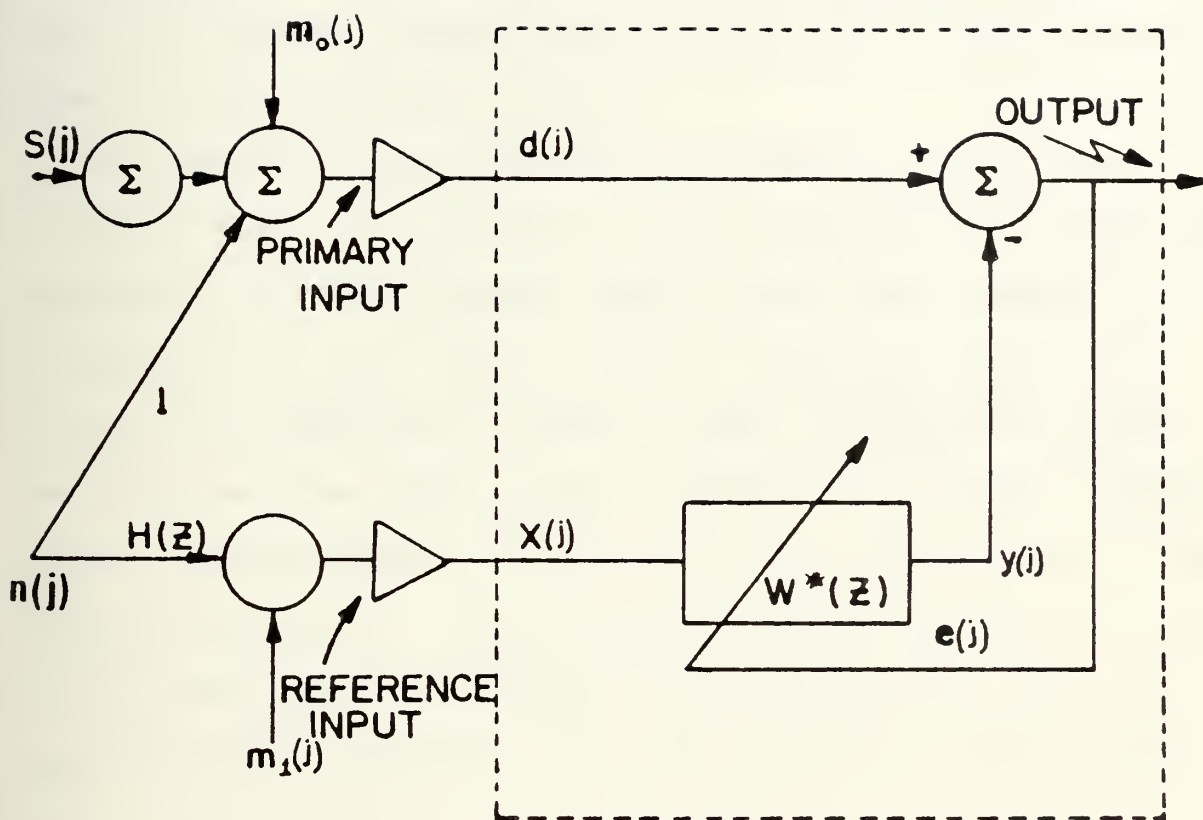 m₀(j)
S(j)
Σ
Σ
d(j)
+
Σ
-
OUTPUT
PRIMARY
INPUT
1
H(Z)
n(j)
X(j)
W*(Z)
y(j)
e(j)
REFERENCE
INPUT
m₁(j)